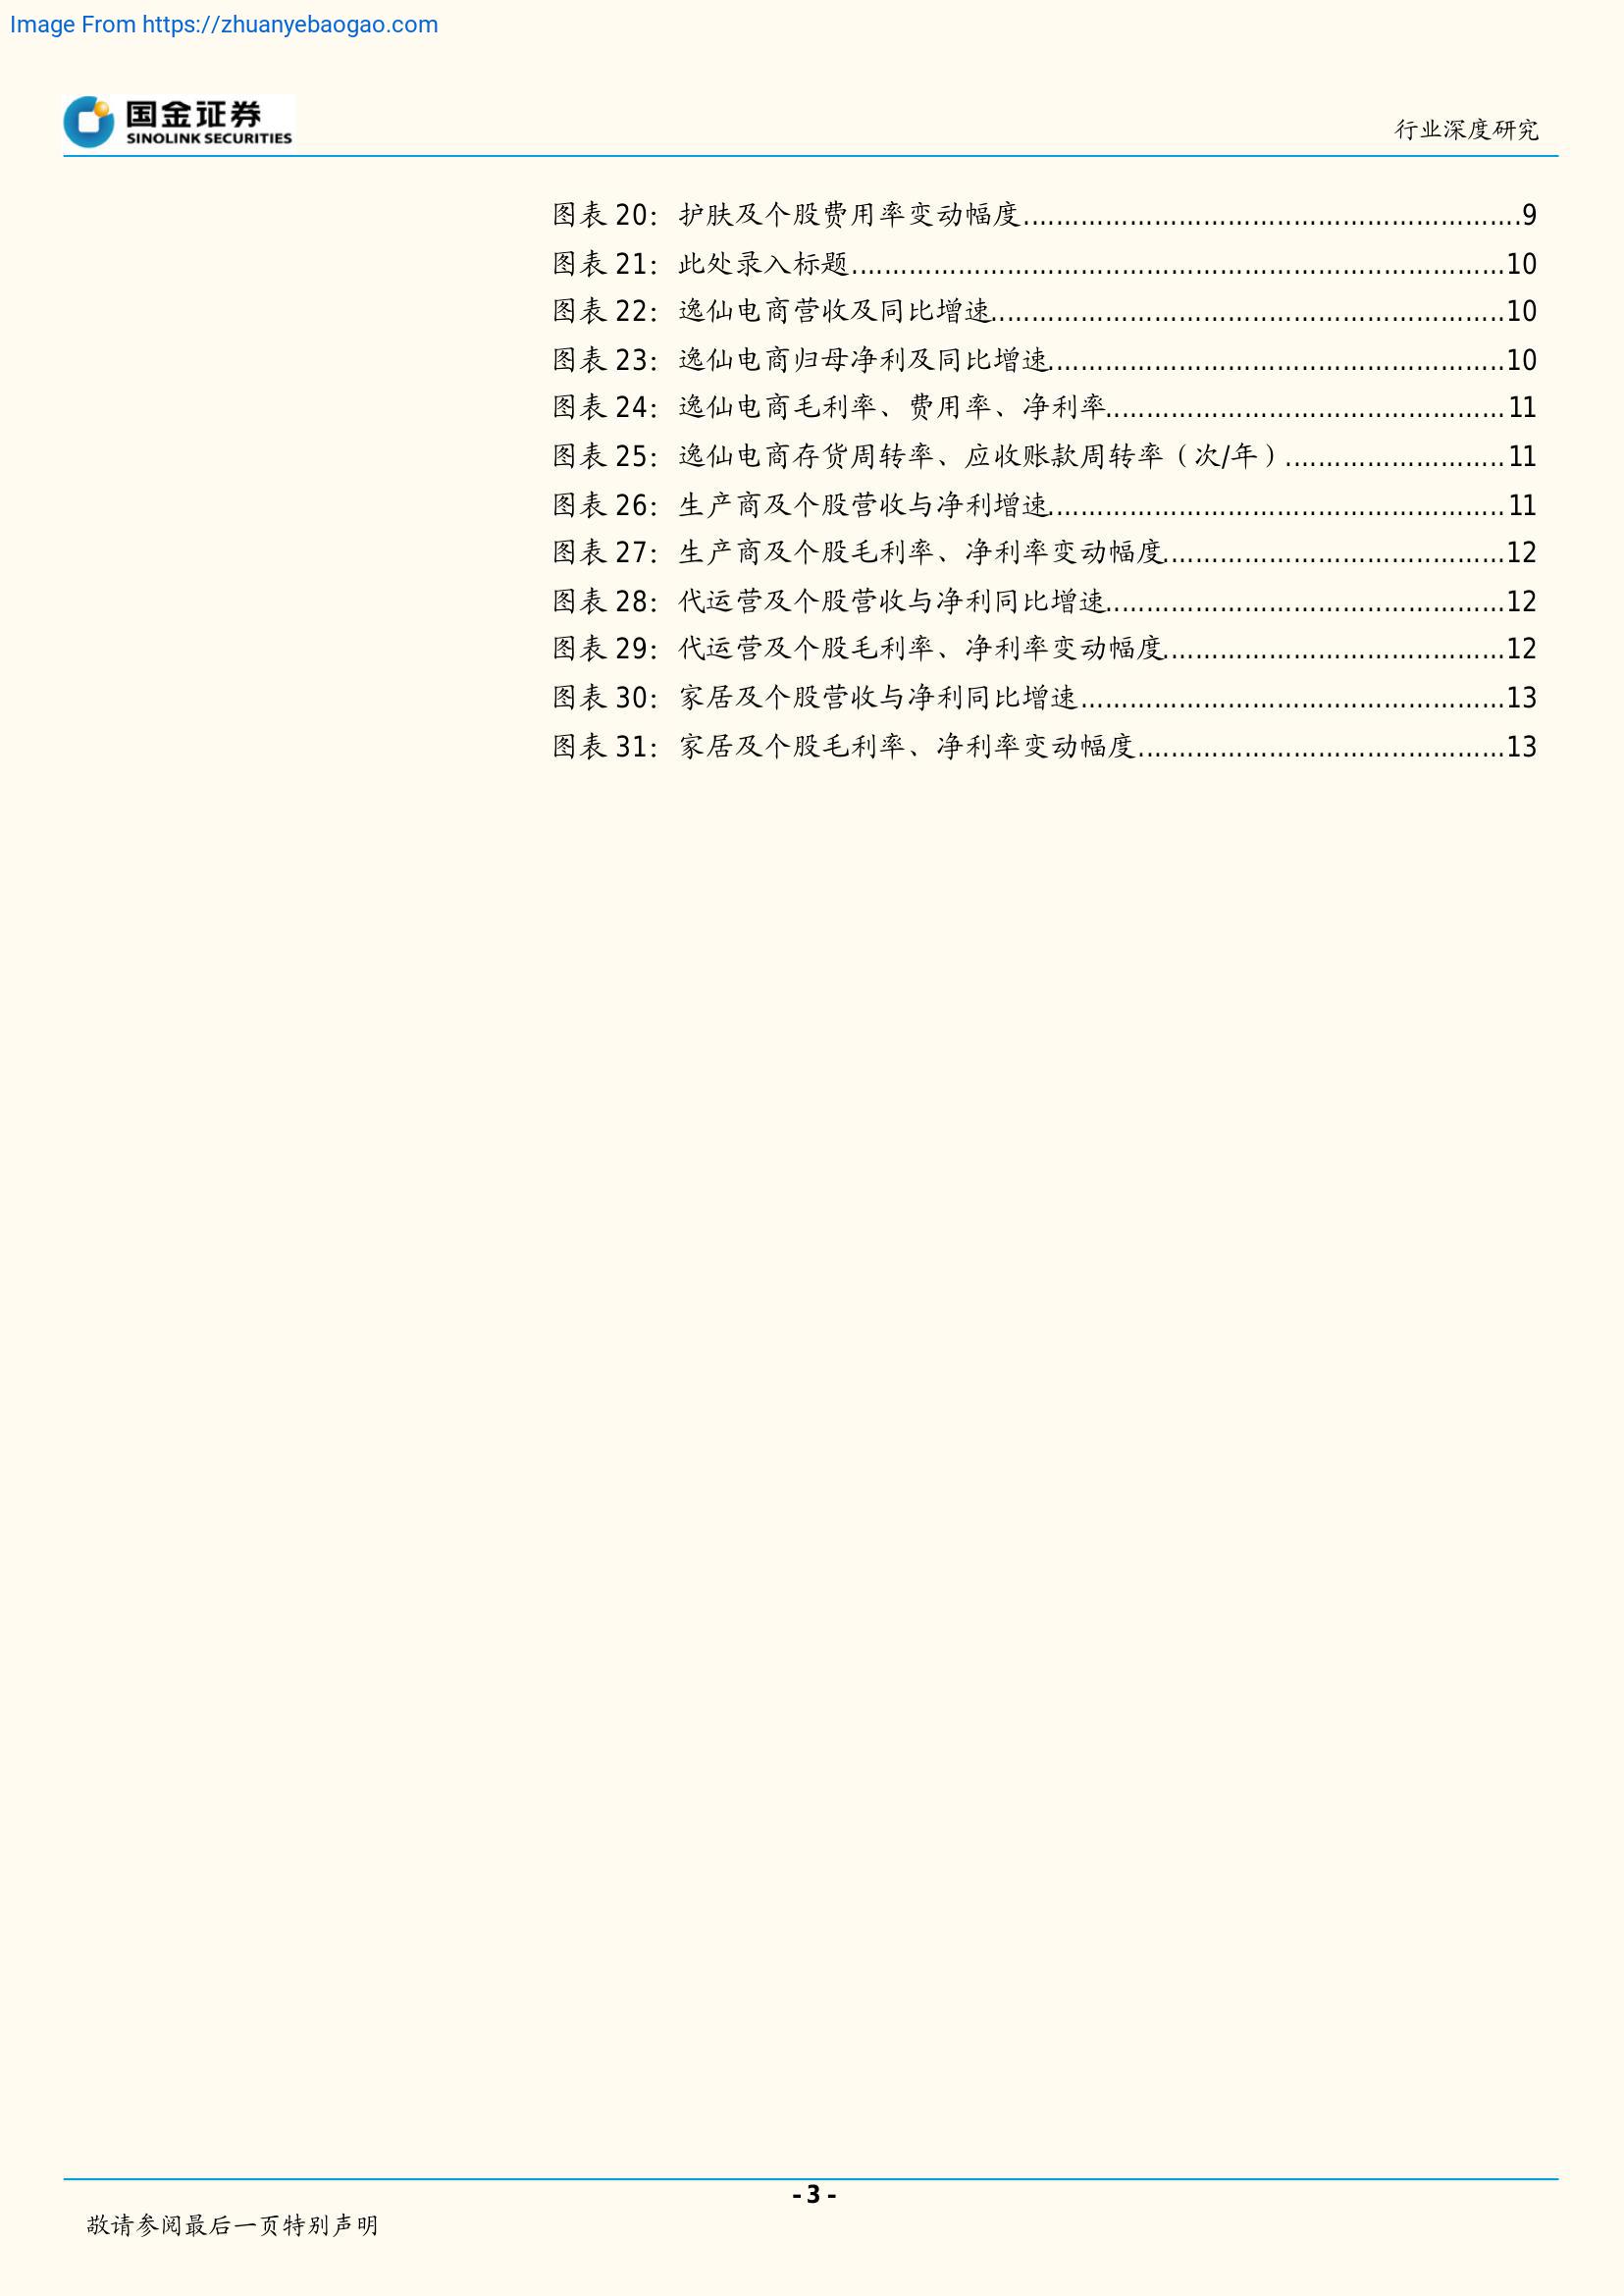 Image From https://zhuanyebaogao.com
国金证券
SINOLINK SECURITIES
行业深度研究
图表 20：护肤及个股费用率变动幅度.............................................................9
图表 21：此处录入标题................................................................................10
图表 22：逸仙电商营收及同比增速...............................................................10
图表 23：逸仙电商归母净利及同比增速........................................................10
图表 24：逸仙电商毛利率、费用率、净利率.................................................11
图表 25：逸仙电商存货周转率、应收账款周转率（次/年）...........................11
图表 26：生产商及个股营收与净利增速........................................................11
图表 27：生产商及个股毛利率、净利率变动幅度..........................................12
图表 28：代运营及个股营收与净利同比增速.................................................12
图表 29：代运营及个股毛利率、净利率变动幅度..........................................12
图表 30：家居及个股营收与净利同比增速....................................................13
图表 31：家居及个股毛利率、净利率变动幅度.............................................13
- 3 -
敬请参阅最后一页特别声明